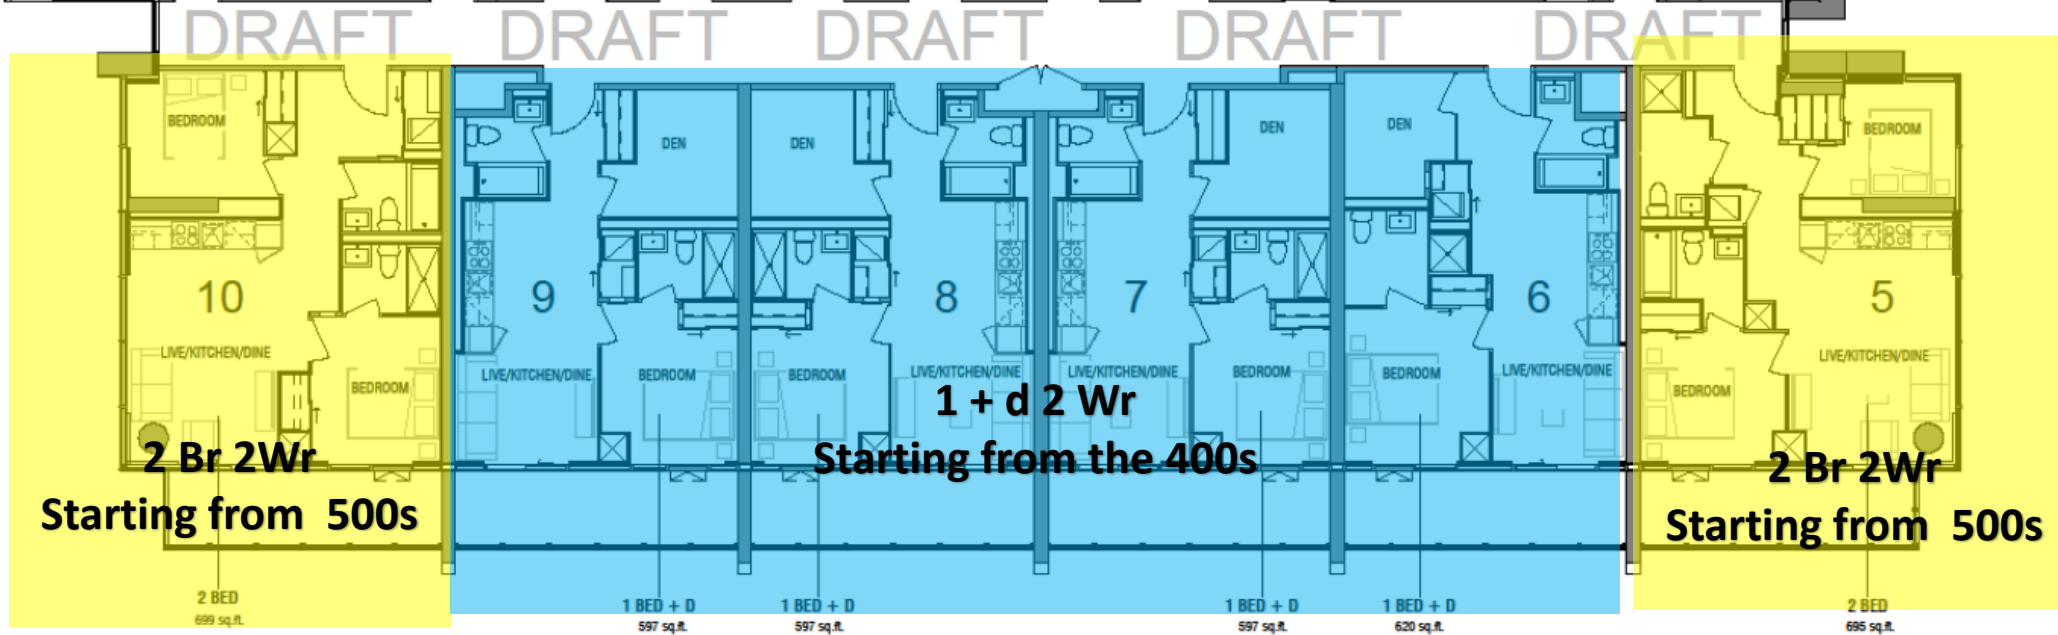 DRAFT DRAFT DRAFT DRAFT DRAFT
BEDROOM
DEN
DEN
DEN
DEN
BEDROOM
10
9
8
7
6
5
LIVE/KITCHEN/DINE
BEDROOM
LIVE/KITCHEN/DINE
BEDROOM
BEDROOM
LIVE/KITCHEN/DINE
LIVE/KITCHEN/DINE
BEDROOM
BEDROOM
LIVE/KITCHEN/DINE
BEDROOM
LIVE/KITCHEN/DINE
2 Br 2Wr
Starting from 500s
1 + d 2 Wr
Starting from the 400s
2 Br 2Wr
Starting from 500s
2 BED
699 sq.ft.
1 BED + D
597 sq.ft.
1 BED + D
597 sq.ft.
1 BED + D
597 sq.ft.
1 BED + D
620 sq.ft.
2 BED
695 sq.ft.